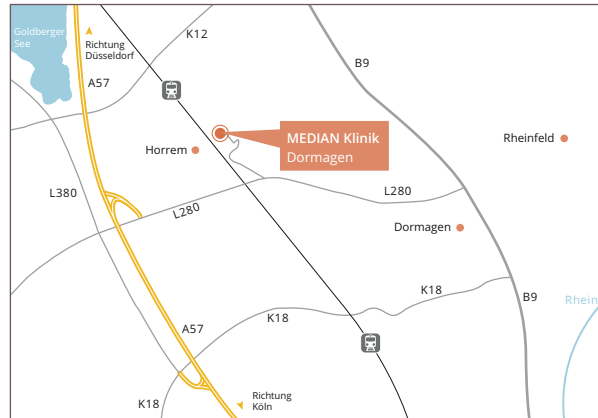 Goldberger
See
Richtung
Düsseldorf
K12
A57
B9
MEDIAN Klinik
Dormagen
Rheinfeld
Horrem
L380
L280
L280
Dormagen
K18
B9
Rhein
K18
A57
Richtung
Köln
K18